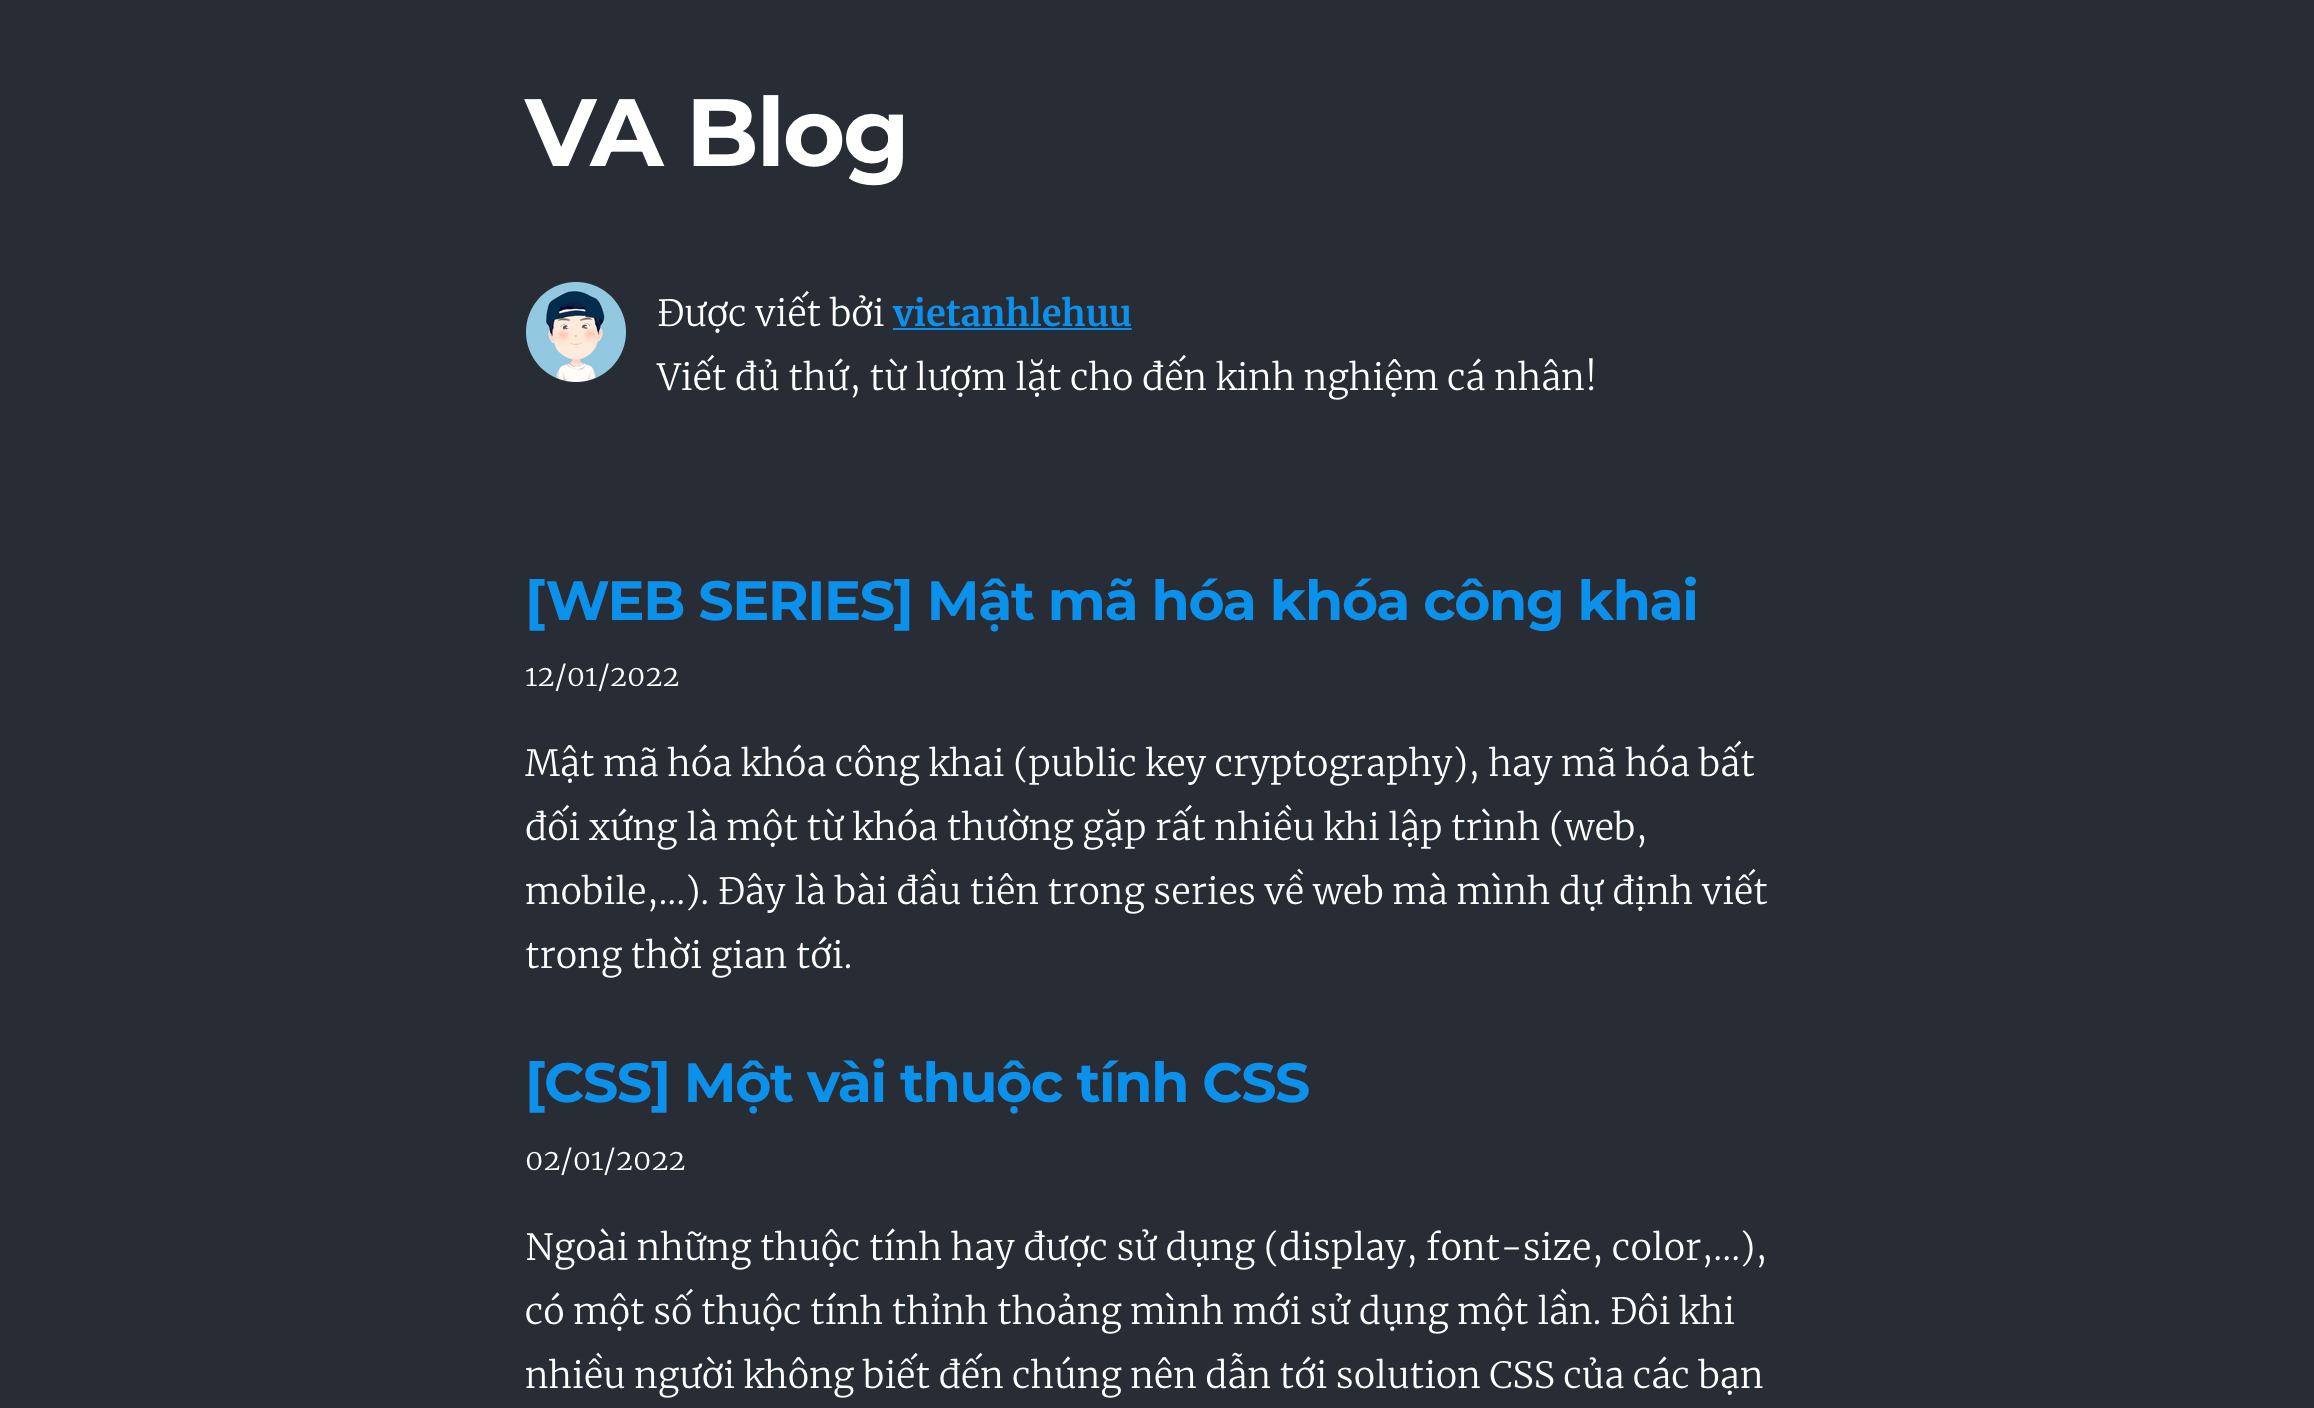 VA Blog
Được viết bởi vietanhlehuu
Viết đủ thứ, từ lượm lặt cho đến kinh nghiệm cá nhân!
[WEB SERIES] Mật mã hóa khóa công khai
12/01/2022
Mật mã hóa khóa công khai (public key cryptography), hay mã hóa bất
đối xứng là một từ khóa thường gặp rất nhiều khi lập trình (web,
mobile,...). Đây là bài đầu tiên trong series về web mà mình dự định viết
trong thời gian tới.
[CSS] Một vài thuộc tính CSS
02/01/2022
Ngoài những thuộc tính hay được sử dụng (display, font-size, color,...),
có một số thuộc tính thỉnh thoảng mình mới sử dụng một lần. Đôi khi
nhiều người không biết đến chúng nên dẫn tới solution CSS của các bạn